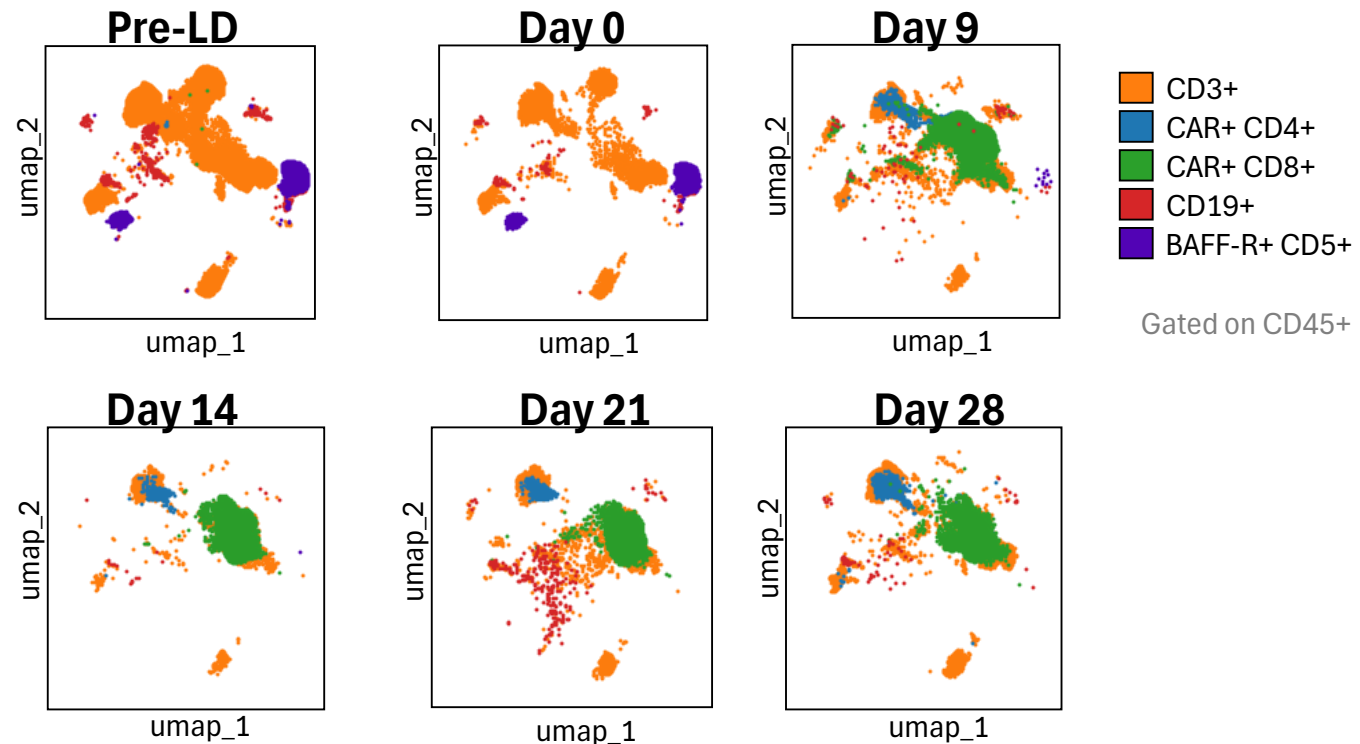 Pre-LD
umap_2
umap_1
Day 0
umap_2
umap_1
Day 9
umap_2
umap_1
CD3+
CAR+ CD4+
CAR+ CD8+
CD19+
BAFF-R+ CD5+
Gated on CD45+
Day 14
umap_2
umap_1
Day 21
umap_2
umap_1
Day 28
umap_2
umap_1